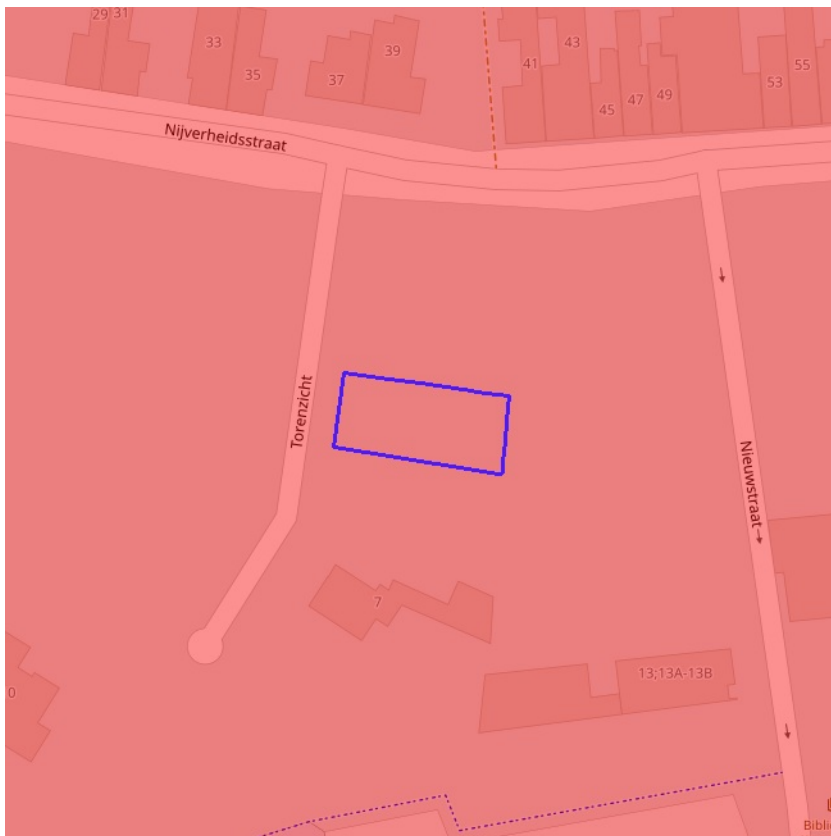 29 31
33
35
37
39
41
43
45
47
49
53
55
Nijverheidsstraat
Torenzicht
Nieuwstraat
7
13;13A-13B
0
Bibli